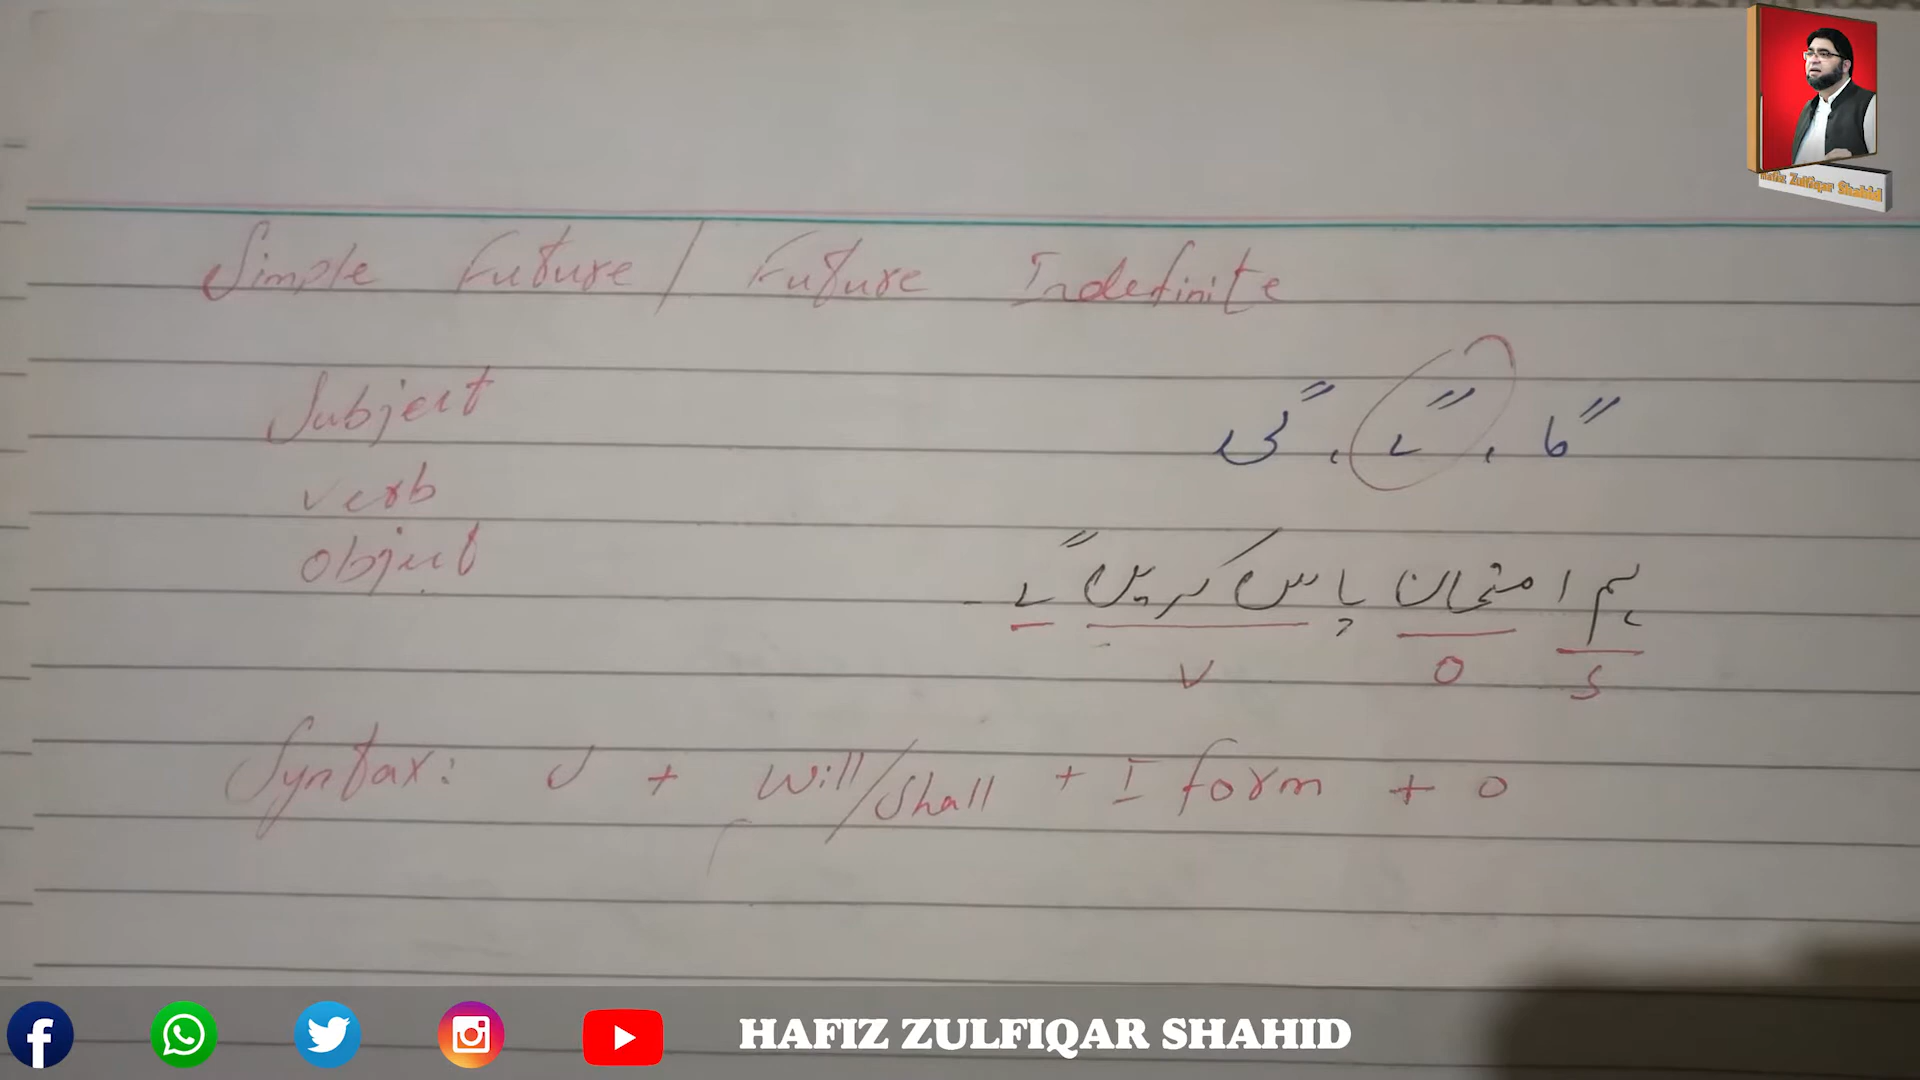 Hafiz Zulfiqar Shahid
Simple Future / Future Indefinite
Subject
گا ، گے ، گی
verb
object
ہم امتحان پاس کریں گے ۔
V O S
Syntax: S + Will/Shall + I form + O
HAFIZ ZULFIQAR SHAHID